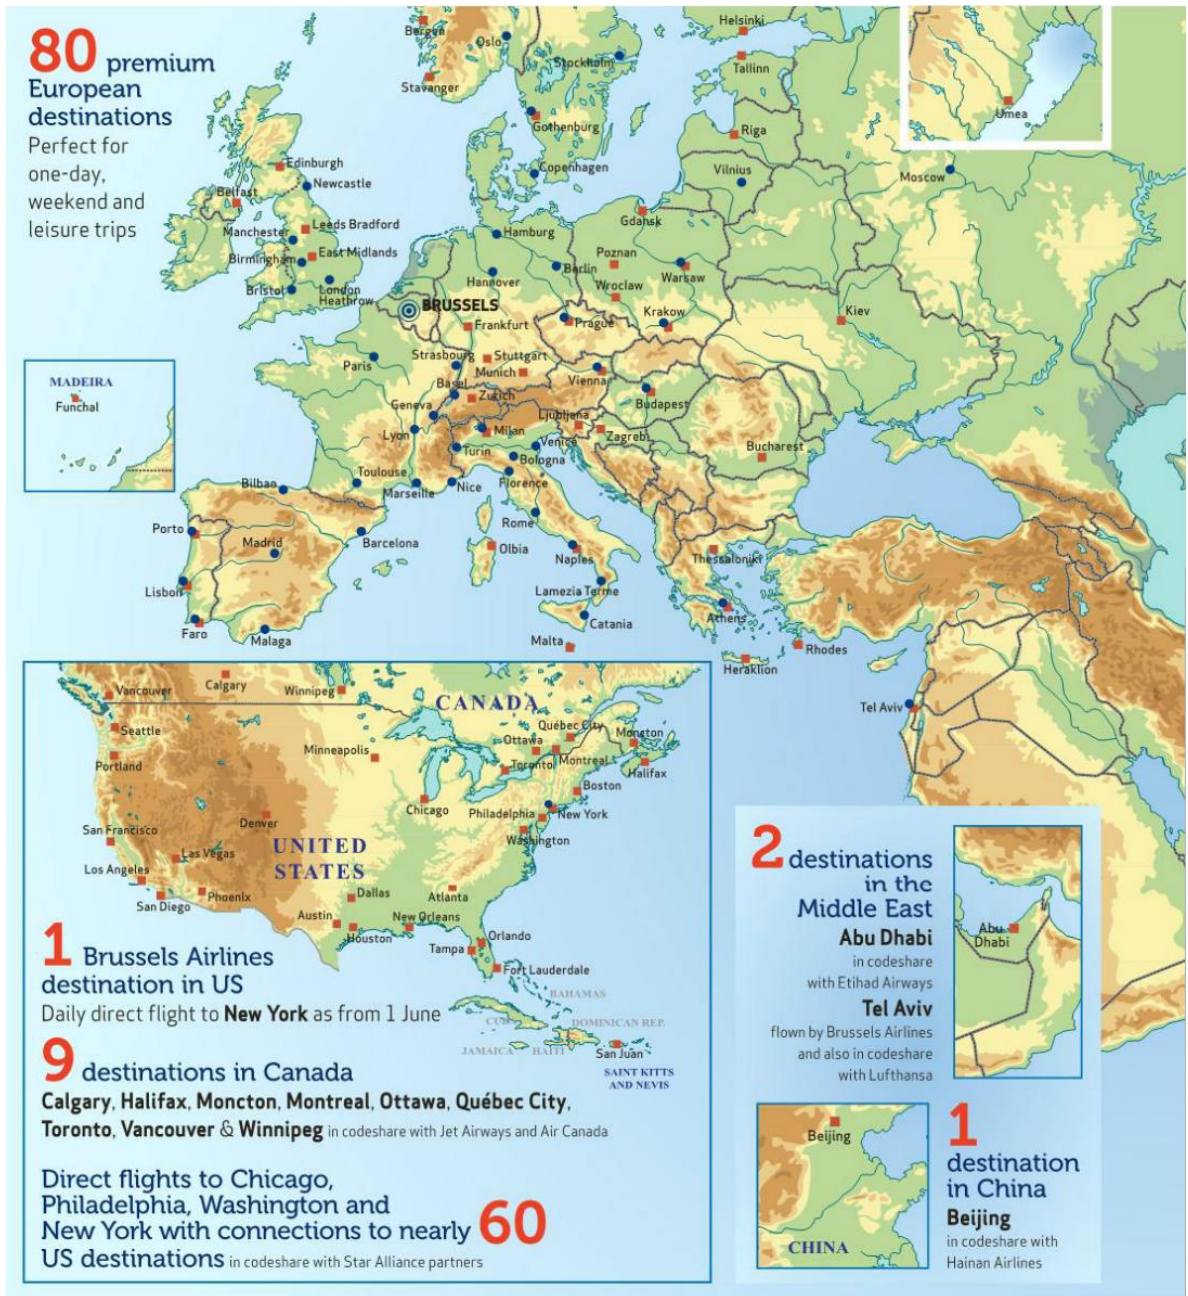 80 premium
European
destinations
Perfect for
one-day,
weekend and
leisure trips
Bergen
Oslo
Stockholm
Stavanger
Helsinki
Tallinn
Gothenburg
Riga
Umea
Edinburgh
Newcastle
Copenhagen
Vilnius
Moscow
Belfast
Leeds Bradford
Manchester
East Midlands
Birmingham
Bristol
London
Heathrow
Hamburg
Gdansk
Berlin
Hannover
Poznan
Warsaw
Wroclaw
BRUSSELS
Krakow
Kiev
Frankfurt
Prague
Paris
Strasbourg
Stuttgart
Munich
Vienna
Basel
Zurich
Budapest
Geneva
Ljubljana
Lyon
Milan
Zagreb
Venice
Bucharest
Turin
Bologna
MADEIRA
Funchal
Toulouse
Bilbao
Marseille
Nice
Florence
Porto
Madrid
Barcelona
Rome
Olbia
Naples
Thessaloniki
Lisbon
Lamezia Terme
Athens
Faro
Malaga
Catania
Malta
Heraklion
Rhodes
Tel Aviv
Vancouver
Calgary
Winnipeg
CANADA
Seattle
Québec City
Ottawa
Moncton
Minneapolis
Portland
Toronto
Montreal
Halifax
Boston
Chicago
Philadelphia
New York
Denver
San Francisco
Washington
UNITED
STATES
Las Vegas
Los Angeles
San Diego
Phoenix
Dallas
Atlanta
Austin
New Orleans
Houston
Orlando
Tampa
Fort Lauderdale
BAHAMAS
DOMINICAN REP.
JAMAICA
HAITI
San Juan
SAINT KITTS
AND NEVIS
1 Brussels Airlines
destination in US
Daily direct flight to New York as from 1 June
9 destinations in Canada
Calgary, Halifax, Moncton, Montreal, Ottawa, Québec City,
Toronto, Vancouver & Winnipeg in codeshare with Jet Airways and Air Canada
Direct flights to Chicago,
Philadelphia, Washington and
New York with connections to nearly 60
US destinations in codeshare with Star Alliance partners
2 destinations
in the
Middle East
Abu Dhabi
in codeshare
with Etihad Airways
Tel Aviv
flown by Brussels Airlines
and also in codeshare
with Lufthansa
Abu
Dhabi
Beijing
CHINA
1
destination
in China
Beijing
in codeshare with
Hainan Airlines